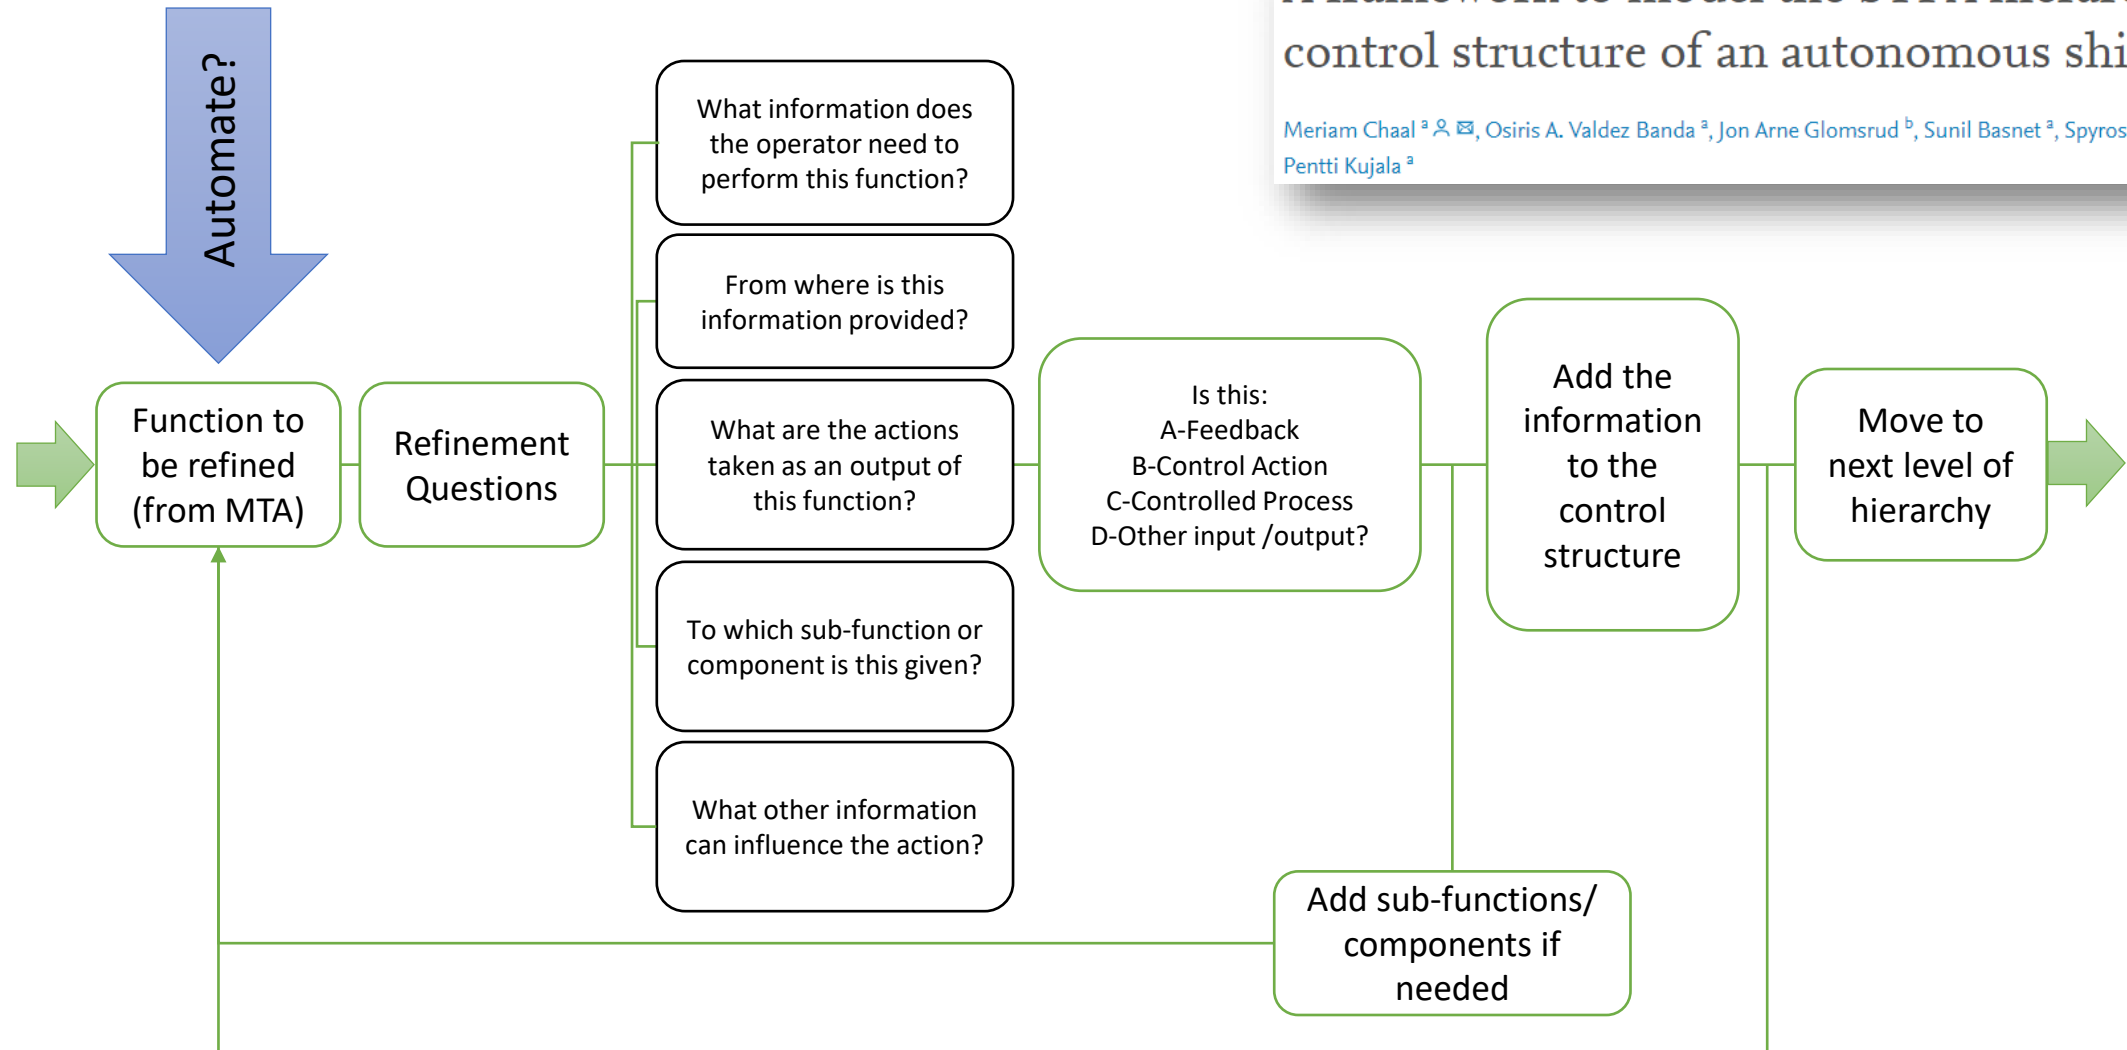 control structure of an autonomous
Meriam Chaal a, Osiris A. Valdez Banda a, Jon Arne Glomsrud b, Sunil Basnet a, Spyros
Pentti Kujala a
Automate?
Function to
be refined
(from MTA)
Refinement
Questions
What information does
the operator need to
perform this function?
From where is this
information provided?
What are the actions
taken as an output of
this function?
To which sub-function or
component is this given?
What other information
can influence the action?
Is this:
A-Feedback
B-Control Action
C-Controlled Process
D-Other input /output?
Add the
information
to the
control
structure
Move to
next level of
hierarchy
Add sub-functions/
components if
needed